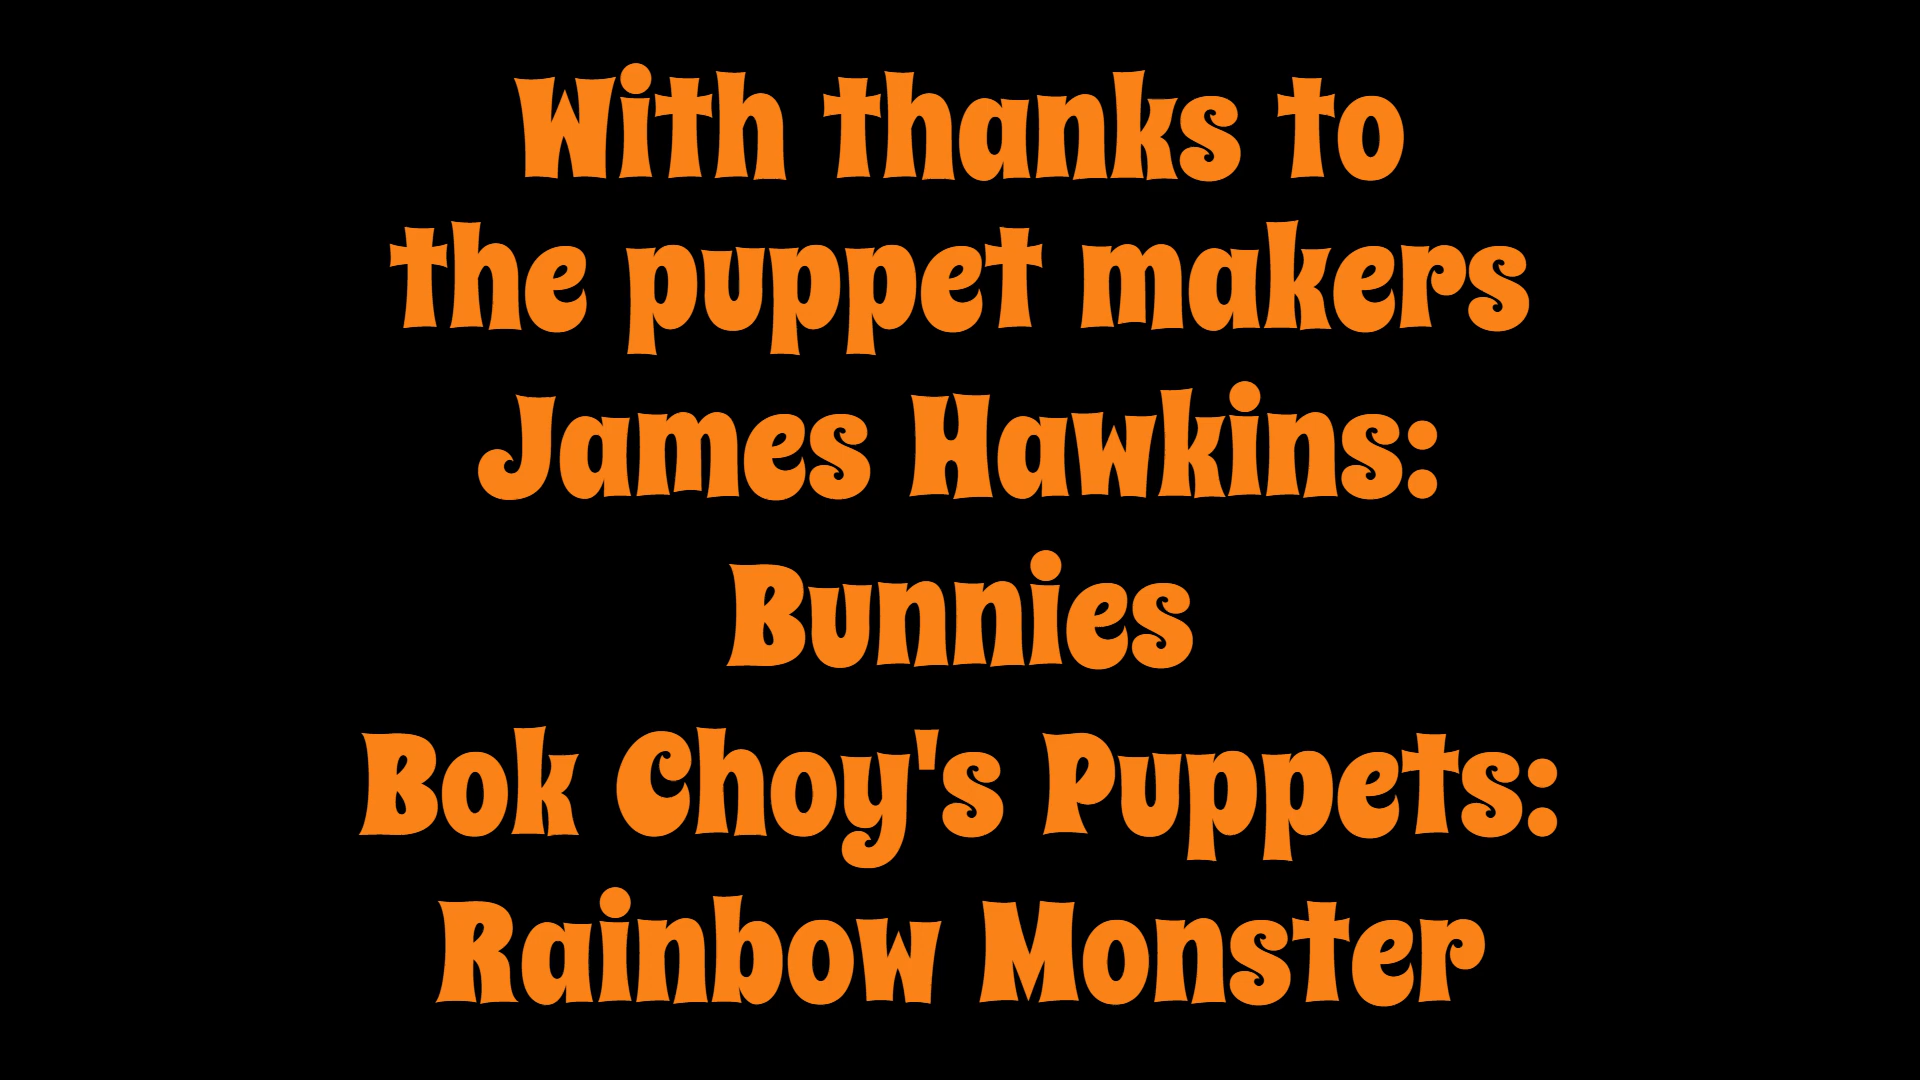 With thanks to
the puppet makers
James Hawkins:
Bunnies
Bok Choy's Puppets:
Rainbow Monster